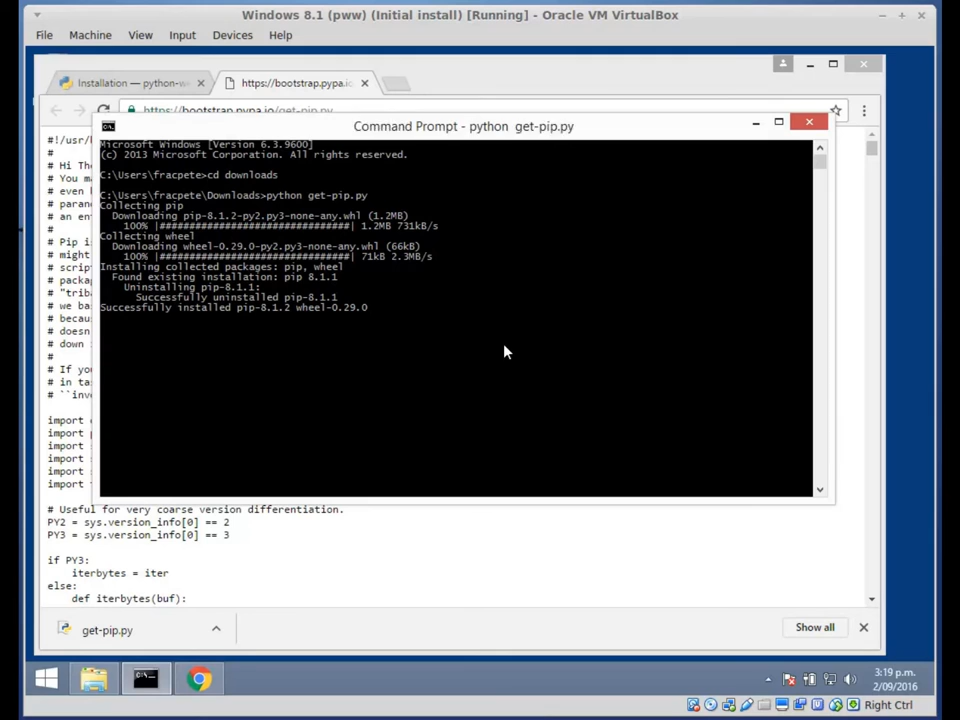 Windows 8.1 (pww) (Initial install) [Running] - Oracle VM VirtualBox
File Machine View Input Devices Help
Installation — python-w
https://bootstrap.pypa.i
https://bootstrap.pypa.io/get-pip.py
Command Prompt - python get-pip.py
Microsoft Windows [Version 6.3.9600]
(c) 2013 Microsoft Corporation. All rights reserved.
C:\Users\fracpete>cd downloads
C:\Users\fracpete\Downloads>python get-pip.py
Collecting pip
Downloading pip-8.1.2-py2.py3-none-any.whl (1.2MB)
100% |################################| 1.2MB 731kB/s
Collecting wheel
Downloading wheel-0.29.0-py2.py3-none-any.whl (66kB)
100% |################################| 71kB 2.3MB/s
Installing collected packages: pip, wheel
Found existing installation: pip 8.1.1
Uninstalling pip-8.1.1:
Successfully uninstalled pip-8.1.1
Successfully installed pip-8.1.2 wheel-0.29.0
#!/usr/
#
# Hi Th
# You ma
# even
# paran
# an en
#
# Pip i
# might
# scrip
# packa
# "trib
# we ba
# becau
# doesn
# down
#
# If yo
# in ta
# ``inv
import
import
import
import
import
import
# Useful for very coarse version differentiation.
PY2 = sys.version_info[0] == 2
PY3 = sys.version_info[0] == 3
if PY3:
iterbytes = iter
else:
def iterbytes(buf):
get-pip.py
Show all
3:19 p.m.
2/09/2016
Right Ctrl